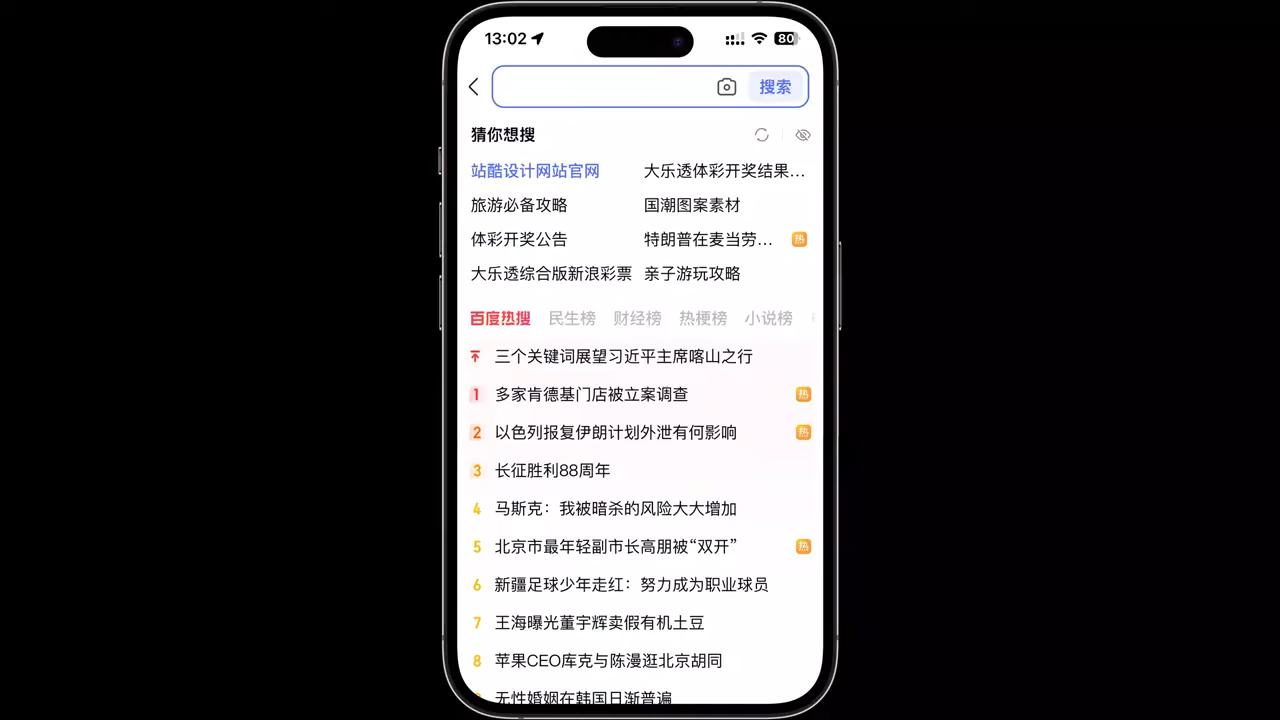 13:02 80
搜索
猜你想搜
站酷设计网站官网 大乐透体彩开奖结果...
旅游必备攻略 国潮图案素材
体彩开奖公告 特朗普在麦当劳... 热
大乐透综合版新浪彩票 亲子游玩攻略
百度热搜 民生榜 财经榜 热梗榜 小说榜
三个关键词展望习近平主席喀山之行
1 多家肯德基门店被立案调查 热
2 以色列报复伊朗计划外泄有何影响 热
3 长征胜利88周年
4 马斯克：我被暗杀的风险大大增加
5 北京市最年轻副市长高朋被“双开” 热
6 新疆足球少年走红：努力成为职业球员
7 王海曝光董宇辉卖假有机土豆
8 苹果CEO库克与陈漫逛北京胡同
无性婚姻在韩国日渐普遍